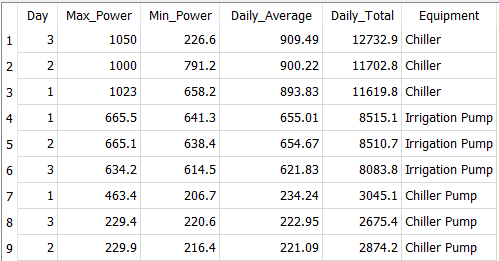 Day Max_Power Min_Power Daily_Average Daily_Total Equipment
1 3 1050 226.6 909.49 12732.9 Chiller
2 2 1000 791.2 900.22 11702.8 Chiller
3 1 1023 658.2 893.83 11619.8 Chiller
4 1 665.5 641.3 655.01 8515.1 Irrigation Pump
5 2 665.1 638.4 654.67 8510.7 Irrigation Pump
6 3 634.2 614.5 621.83 8083.8 Irrigation Pump
7 1 463.4 206.7 234.24 3045.1 Chiller Pump
8 3 229.4 220.6 222.95 2675.4 Chiller Pump
9 2 229.9 216.4 221.09 2874.2 Chiller Pump